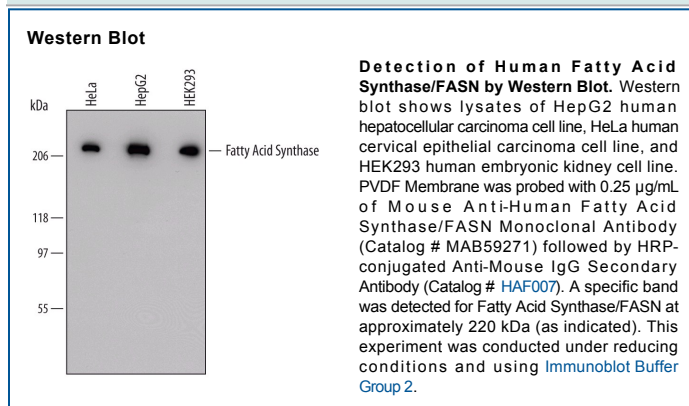 Western Blot
kDa
HeLa
HepG2
HEK293
206
Fatty Acid Synthase
118
97
55
Detection of Human Fatty Acid
Synthase/FASN by Western Blot. Western
blot shows lysates of HepG2 human
hepatocellular carcinoma cell line, HeLa human
cervical epithelial carcinoma cell line, and
HEK293 human embryonic kidney cell line.
PVDF Membrane was probed with 0.25 µg/mL
of Mouse Anti-Human Fatty Acid
Synthase/FASN Monoclonal Antibody
(Catalog # MAB59271) followed by HRP-
conjugated Anti-Mouse IgG Secondary
Antibody (Catalog # HAF007). A specific band
was detected for Fatty Acid Synthase/FASN at
approximately 220 kDa (as indicated). This
experiment was conducted under reducing
conditions and using Immunoblot Buffer
Group 2.